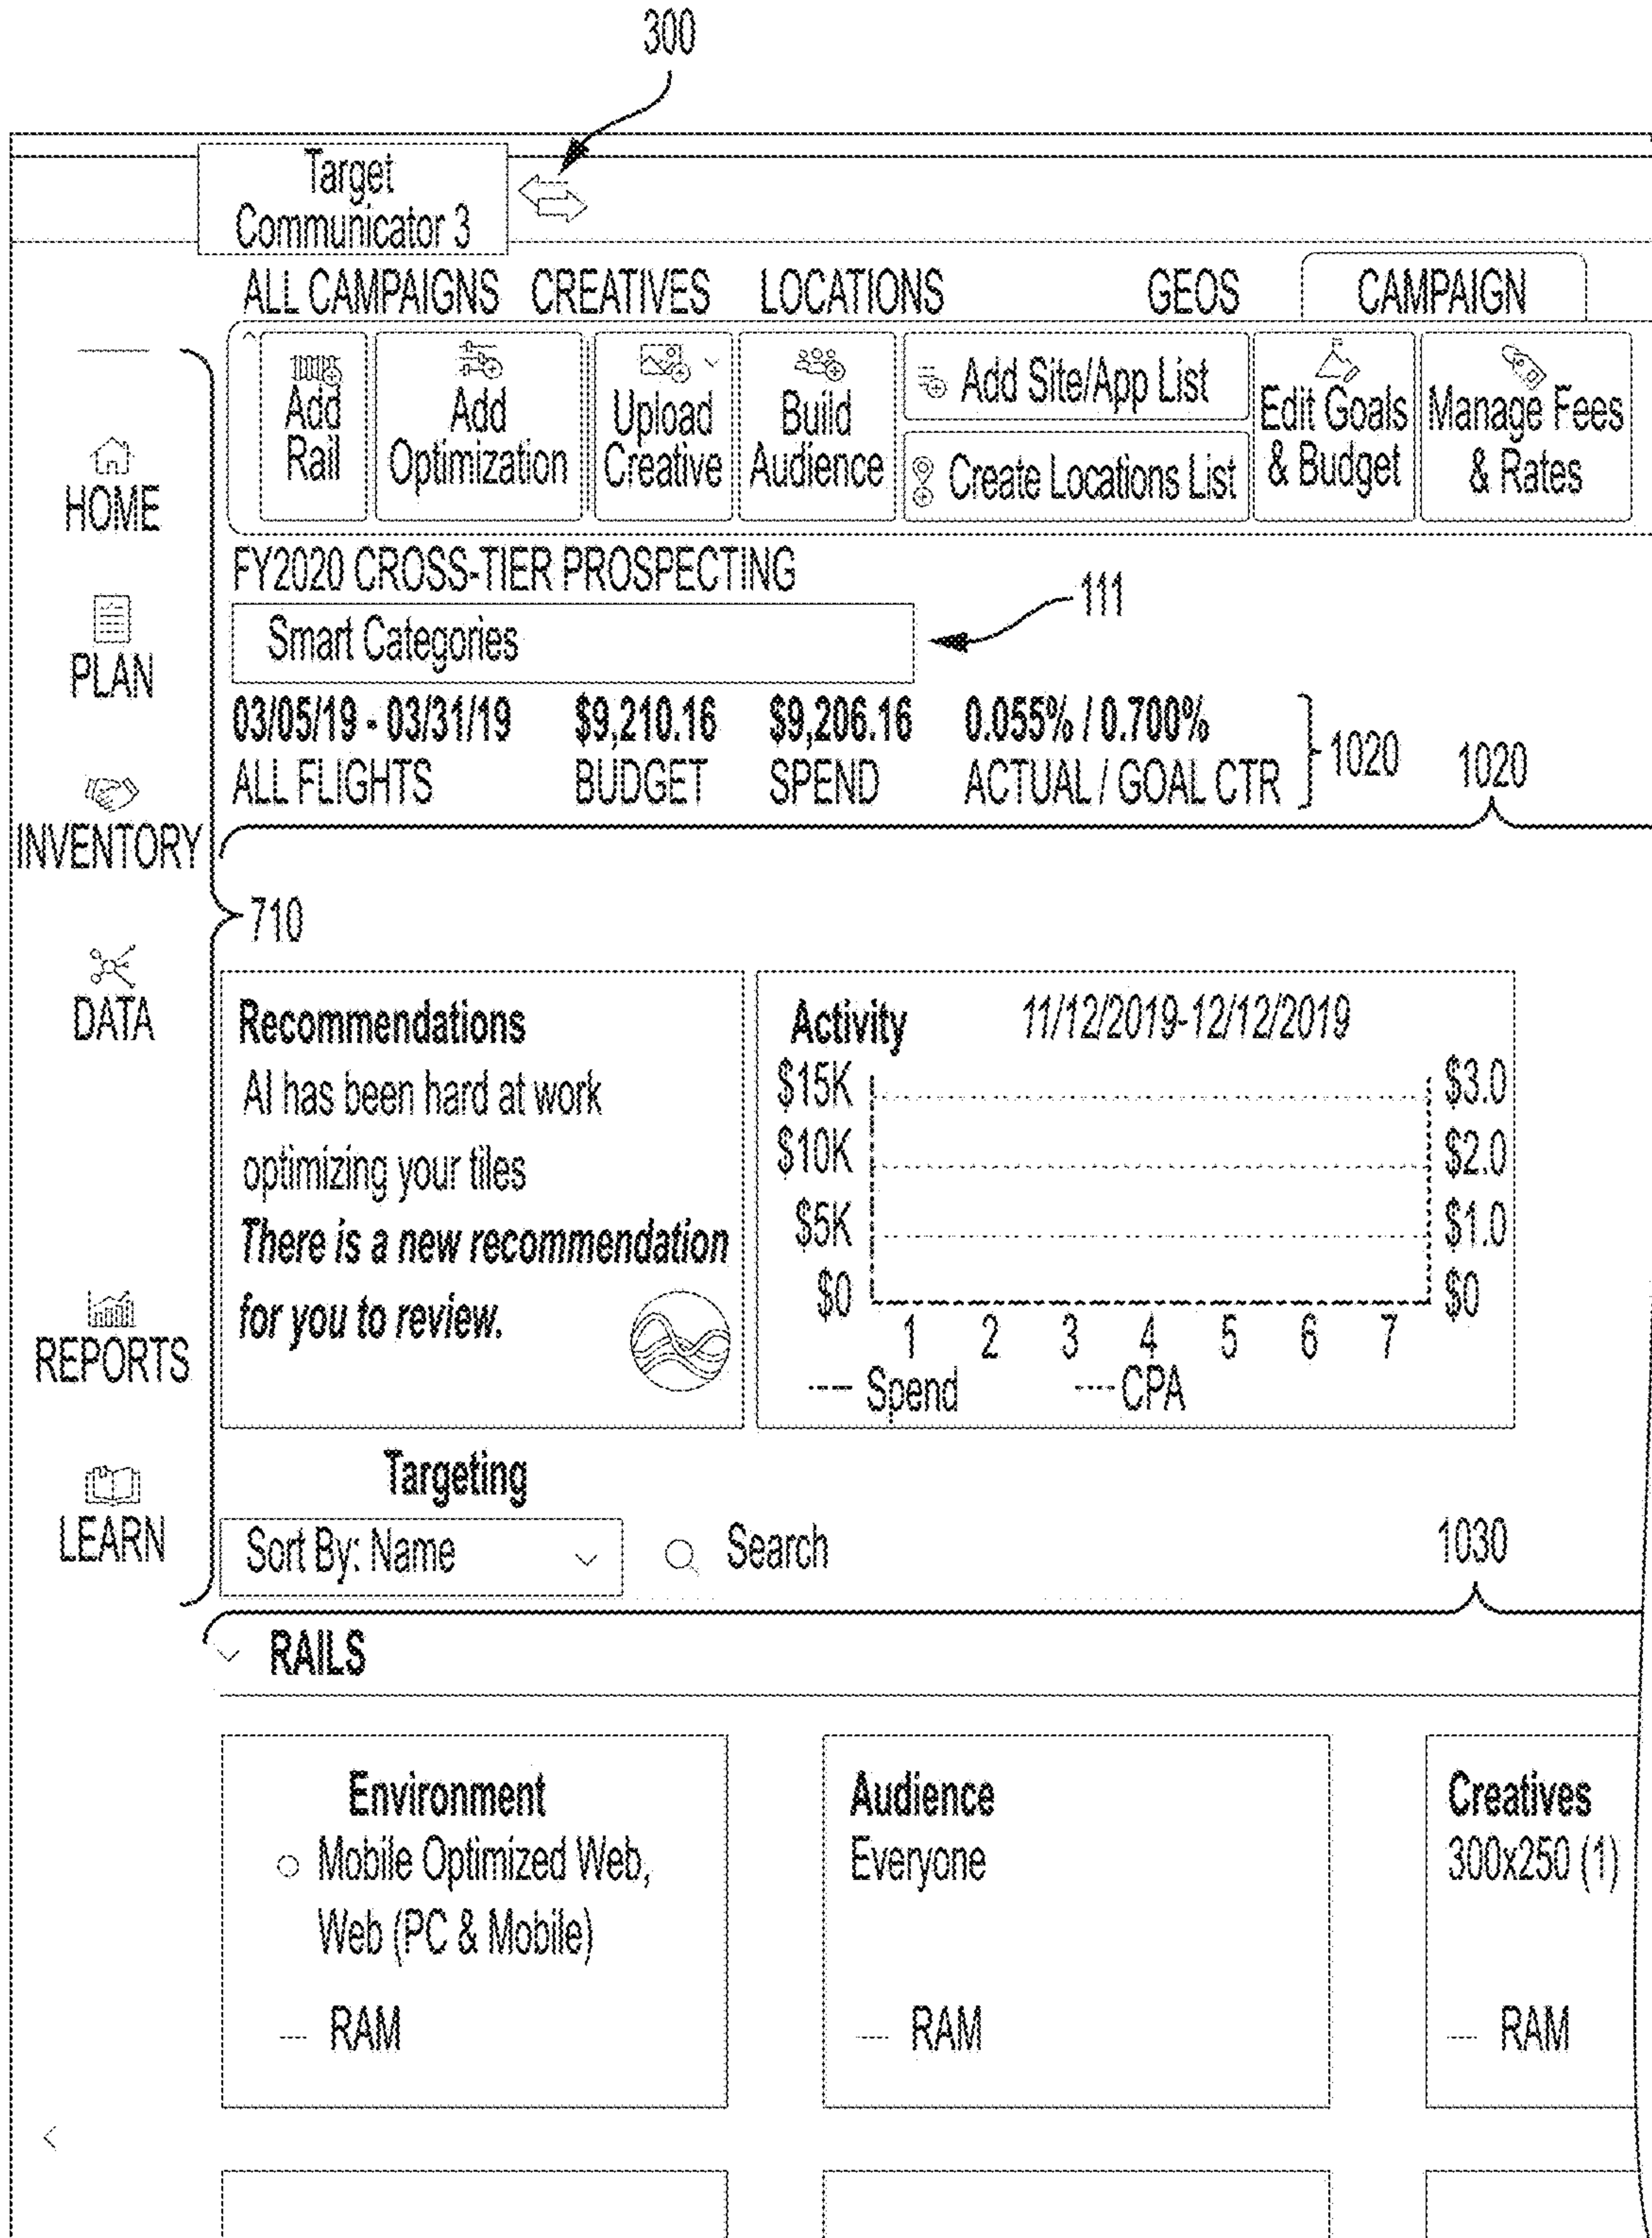 300
Target
Communicator 3
ALL CAMPAIGNS CREATIVES LOCATIONS GEOS CAMPAIGN
Add
Rail
Add
Optimization
Upload
Creative
Build
Audience
Add Site/App List
Create Locations List
Edit Goals
& Budget
Manage Fees
& Rates
HOME
PLAN
INVENTORY
DATA
REPORTS
LEARN
710
FY2020 CROSS-TIER PROSPECTING
Smart Categories
111
03/05/19 - 03/31/19 $9,210.16 $9,206.16 0.055% / 0.700%
ALL FLIGHTS BUDGET SPEND ACTUAL / GOAL CTR
1020
1020
Recommendations
AI has been hard at work
optimizing your tiles
There is a new recommendation
for you to review.
Activity 11/12/2019-12/12/2019
$15K $3.0
$10K $2.0
$5K $1.0
$0 $0
1 2 3 4 5 6 7
Spend CPA
Targeting
Sort By: Name Search
1030
RAILS
Environment
Mobile Optimized Web,
Web (PC & Mobile)
RAM
Audience
Everyone
RAM
Creatives
300x250 (1)
RAM